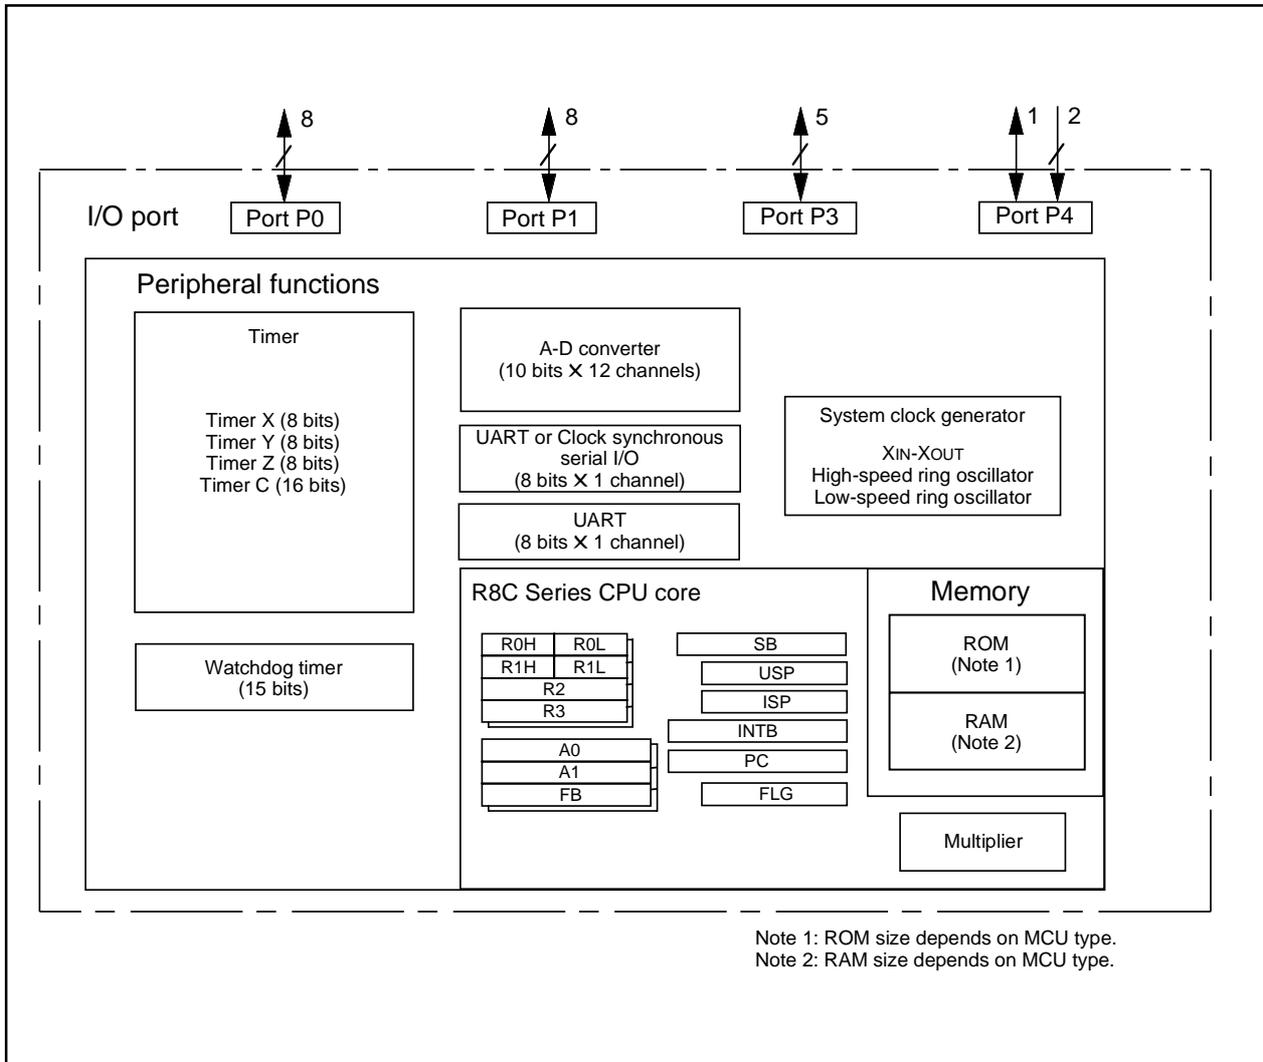 8
8
5
1
2
I/O port
Port P0
Port P1
Port P3
Port P4
Peripheral functions
Timer
Timer X (8 bits)
Timer Y (8 bits)
Timer Z (8 bits)
Timer C (16 bits)
Watchdog timer
(15 bits)
A-D converter
(10 bits X 12 channels)
UART or Clock synchronous
serial I/O
(8 bits X 1 channel)
UART
(8 bits X 1 channel)
System clock generator
XIN-XOUT
High-speed ring oscillator
Low-speed ring oscillator
R8C Series CPU core
R0H R0L
R1H R1L
R2
R3
A0
A1
FB
SB
USP
ISP
INTB
PC
FLG
Memory
ROM
(Note 1)
RAM
(Note 2)
Multiplier
Note 1: ROM size depends on MCU type.
Note 2: RAM size depends on MCU type.